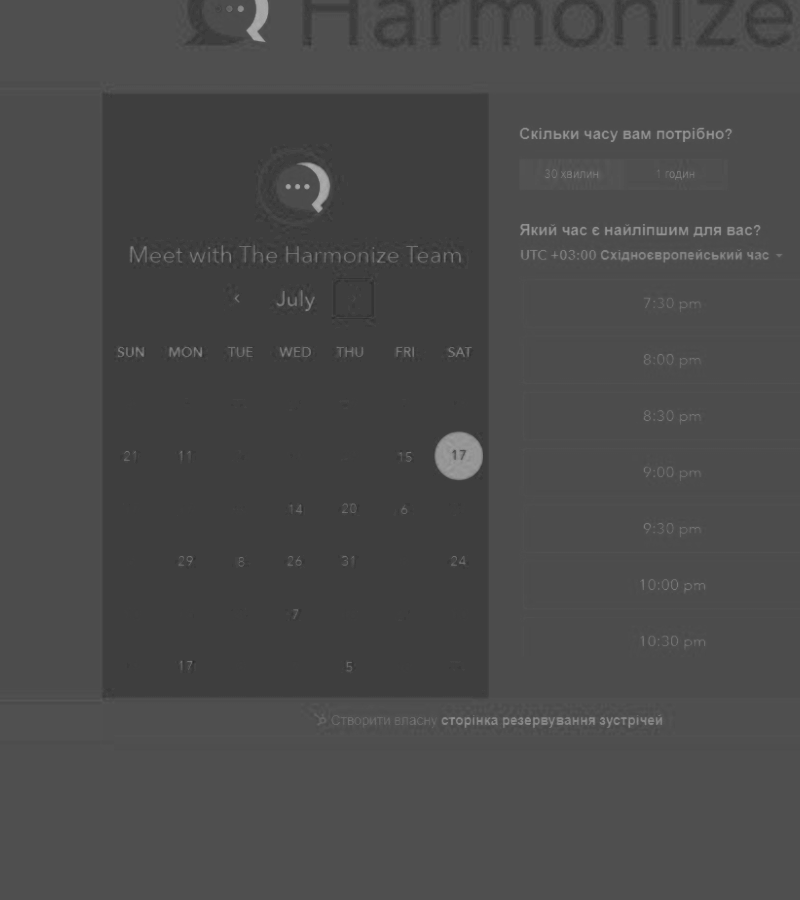 Harmonize
Meet with The Harmonize Team
‹ July ›
SUN MON TUE WED THU FRI SAT
21 11 15 17
14 20 6
29 8 26 31 24
7
17 5
Скільки часу вам потрібно?
30 хвилин 1 годин
Який час є найліпшим для вас?
UTC +03:00 Східноєвропейський час
7:30 pm
8:00 pm
8:30 pm
9:00 pm
9:30 pm
10:00 pm
10:30 pm
Створити власну сторінка резервування зустрічей